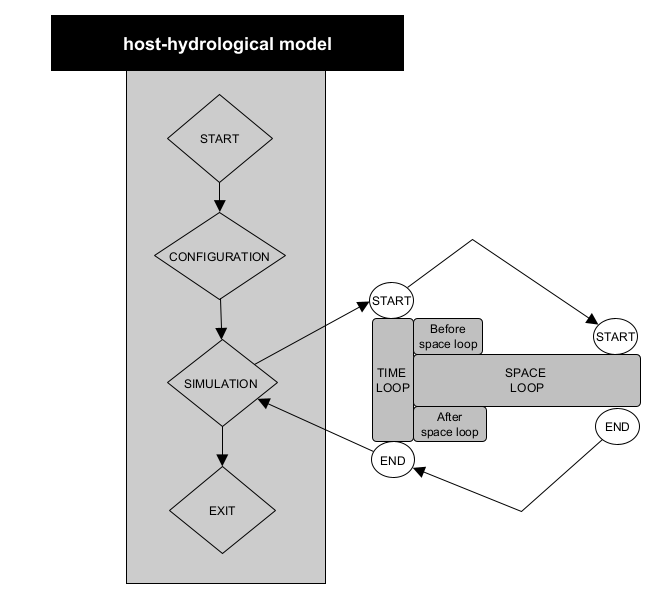 host-hydrological model
START
CONFIGURATION
SIMULATION
EXIT
START
Before
space loop
START
TIME
LOOP
SPACE
LOOP
After
space loop
END
END